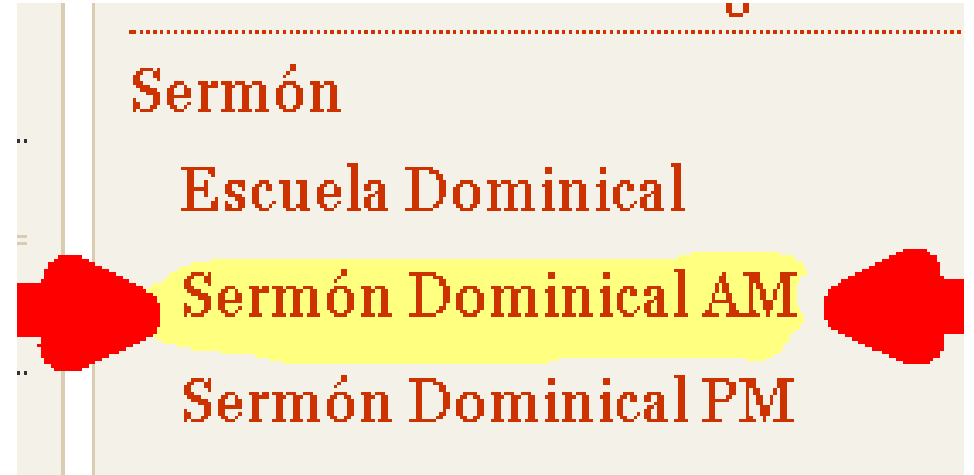 Sermón
Escuela Dominical
Sermón Dominical AM
Sermón Dominical PM